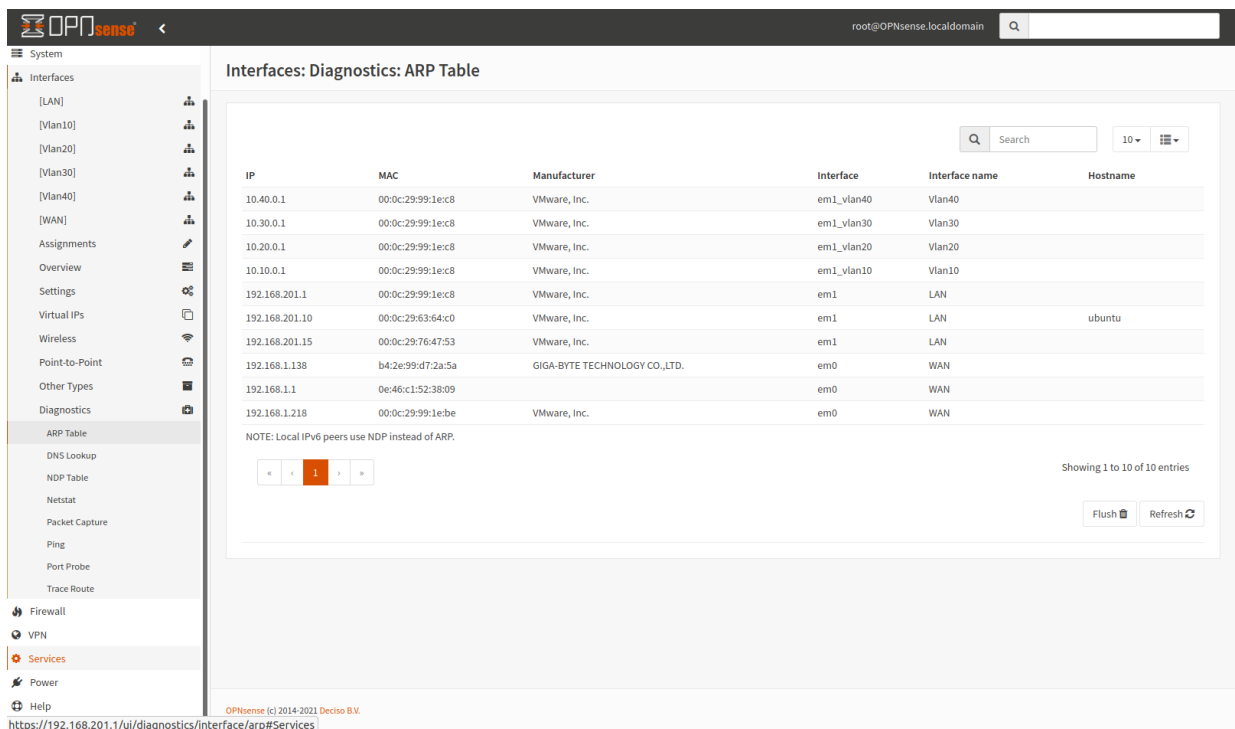 OPNsense
root@OPNsense.localdomain
System
Interfaces
[LAN]
[Vlan10]
[Vlan20]
[Vlan30]
[Vlan40]
[WAN]
Assignments
Overview
Settings
Virtual IPs
Wireless
Point-to-Point
Other Types
Diagnostics
ARP Table
DNS Lookup
NDP Table
Netstat
Packet Capture
Ping
Port Probe
Trace Route
Firewall
VPN
Services
Power
Help
Interfaces: Diagnostics: ARP Table
Search 10
IP MAC Manufacturer Interface Interface name Hostname
10.40.0.1 00:0c:29:99:1e:c8 VMware, Inc. em1_vlan40 Vlan40
10.30.0.1 00:0c:29:99:1e:c8 VMware, Inc. em1_vlan30 Vlan30
10.20.0.1 00:0c:29:99:1e:c8 VMware, Inc. em1_vlan20 Vlan20
10.10.0.1 00:0c:29:99:1e:c8 VMware, Inc. em1_vlan10 Vlan10
192.168.201.1 00:0c:29:99:1e:c8 VMware, Inc. em1 LAN
192.168.201.10 00:0c:29:63:64:c0 VMware, Inc. em1 LAN ubuntu
192.168.201.15 00:0c:29:76:47:53 VMware, Inc. em1 LAN
192.168.1.138 b4:2e:99:d7:2a:5a GIGA-BYTE TECHNOLOGY CO.,LTD. em0 WAN
192.168.1.1 0e:46:c1:52:38:09 em0 WAN
192.168.1.218 00:0c:29:99:1e:be VMware, Inc. em0 WAN
NOTE: Local IPv6 peers use NDP instead of ARP.
« ‹ 1 › »
Showing 1 to 10 of 10 entries
Flush Refresh
OPNsense (c) 2014-2021 Deciso B.V.
https://192.168.201.1/ui/diagnostics/interface/arp#Services